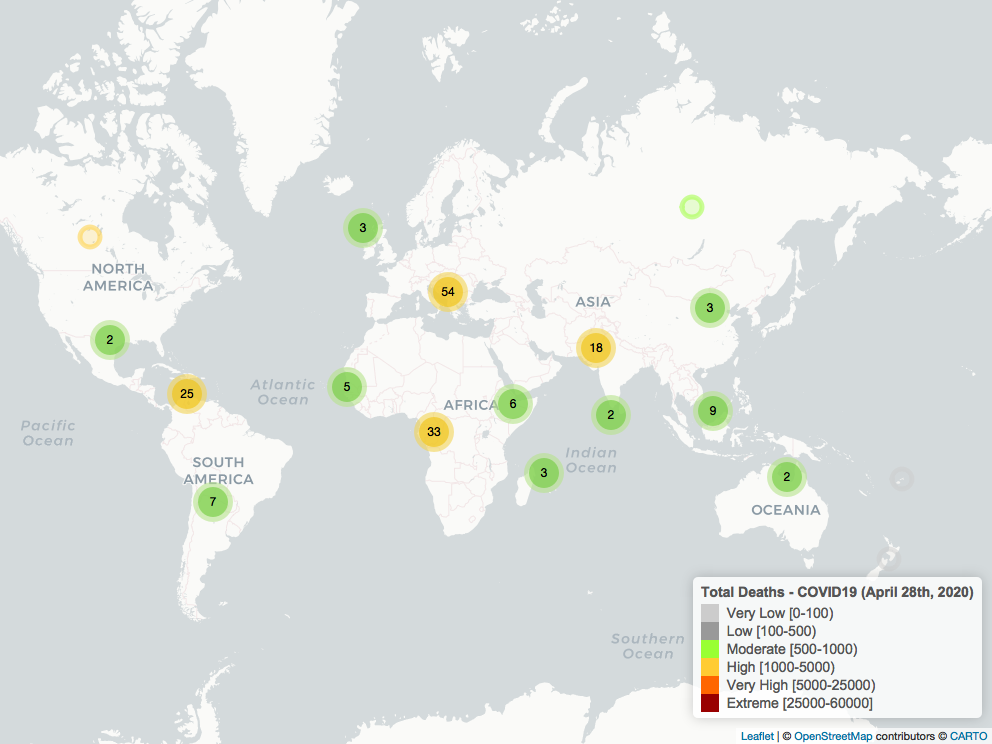 3
54
NORTH
AMERICA
ASIA
3
2
18
25
Atlantic
Ocean
5
AFRICA
6
2
9
Pacific
Ocean
33
Indian
Ocean
SOUTH
AMERICA
3
2
7
OCEANIA
Southern
Ocean
Total Deaths - COVID19 (April 28th, 2020)
Very Low [0-100)
Low [100-500)
Moderate [500-1000)
High [1000-5000)
Very High [5000-25000)
Extreme [25000-60000]
Leaflet | © OpenStreetMap contributors © CARTO